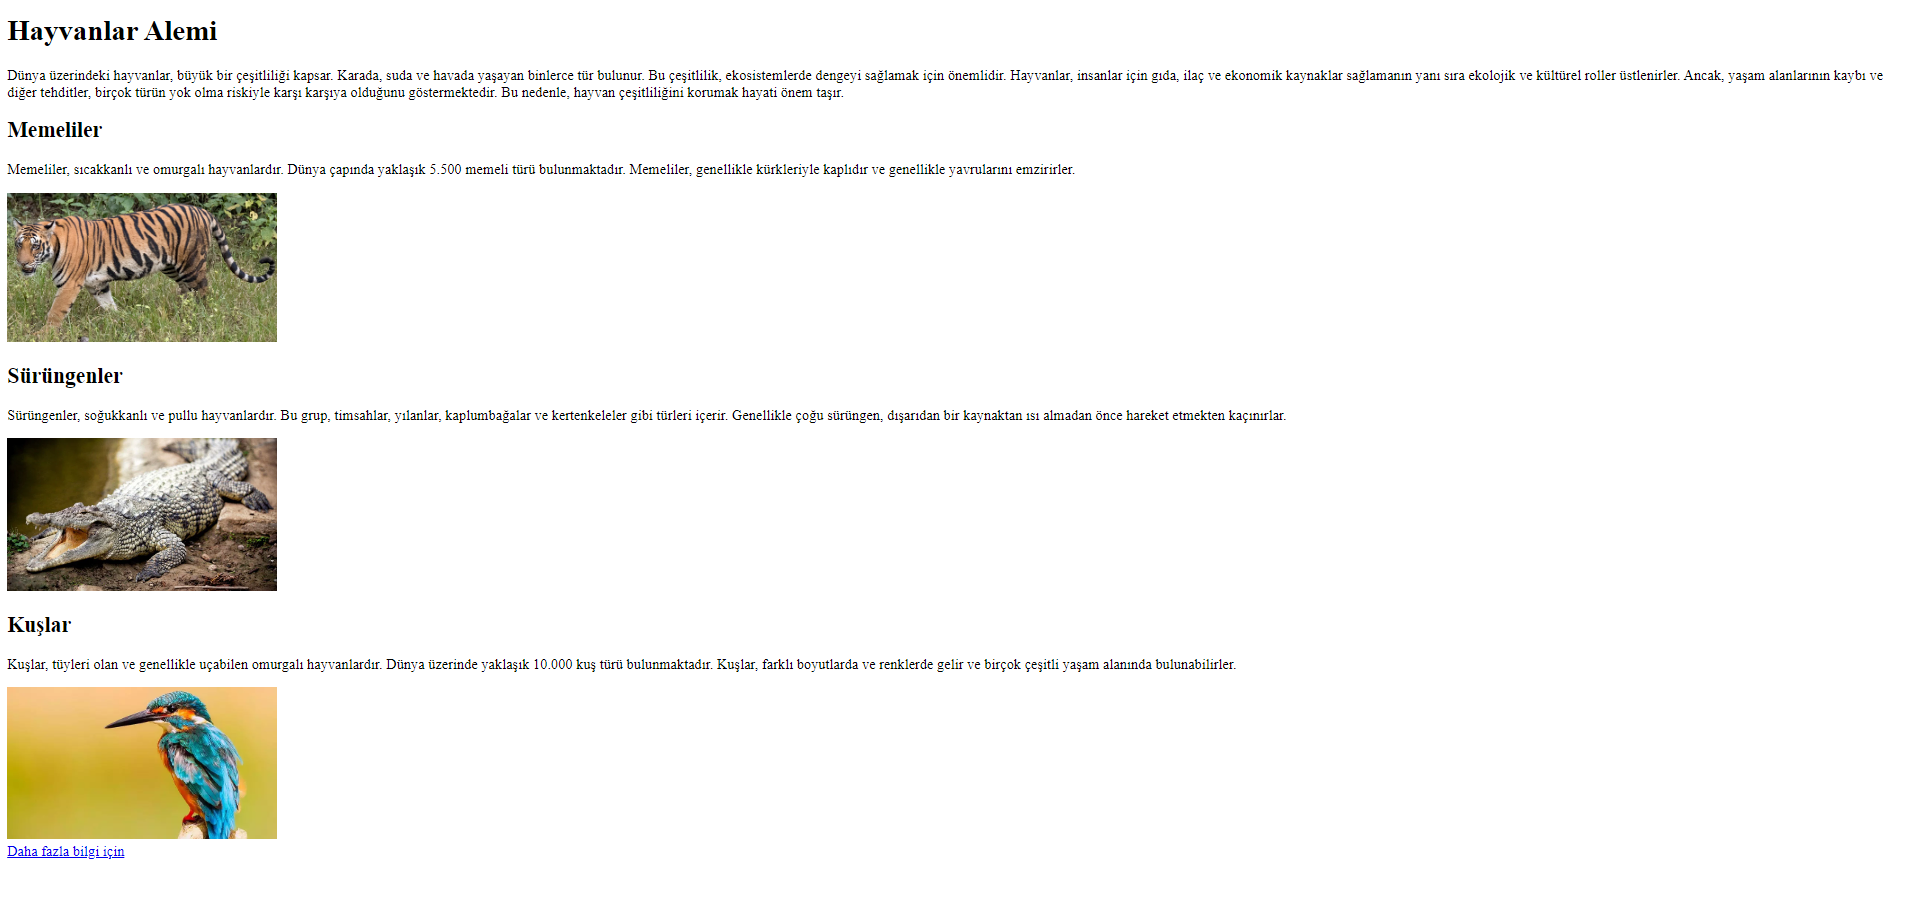 Hayvanlar Alemi
Dünya üzerindeki hayvanlar, büyük bir çeşitliliği kapsar. Karada, suda ve havada yaşayan binlerce tür bulunur. Bu çeşitlilik, ekosistemlerde dengeyi sağlamak için önemlidir. Hayvanlar, insanlar için gıda, ilaç ve ekonomik kaynaklar sağlamanın yanı sıra ekolojik ve kültürel roller üstlenirler. Ancak, yaşam alanlarının kaybı ve
diğer tehditler, birçok türün yok olma riskiyle karşı karşıya olduğunu göstermektedir. Bu nedenle, hayvan çeşitliliğini korumak hayati önem taşır.
Memeliler
Memeliler, sıcakkanlı ve omurgalı hayvanlardır. Dünya çapında yaklaşık 5.500 memeli türü bulunmaktadır. Memeliler, genellikle kürkleriyle kaplıdır ve genellikle yavrularını emzirirler.
Sürüngenler
Sürüngenler, soğukkanlı ve pullu hayvanlardır. Bu grup, timsahlar, yılanlar, kaplumbağalar ve kertenkeleler gibi türleri içerir. Genellikle çoğu sürüngen, dışarıdan bir kaynaktan ısı almadan önce hareket etmekten kaçınırlar.
Kuşlar
Kuşlar, tüyleri olan ve genellikle uçabilen omurgalı hayvanlardır. Dünya üzerinde yaklaşık 10.000 kuş türü bulunmaktadır. Kuşlar, farklı boyutlarda ve renklerde gelir ve birçok çeşitli yaşam alanında bulunabilirler.
Daha fazla bilgi için